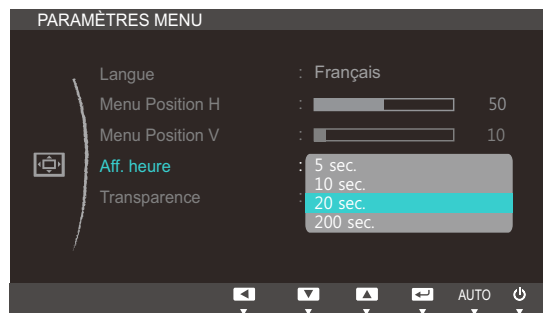 PARAMÈTRES MENU
Langue : Français
Menu Position H : 50
Menu Position V : 10
Aff. heure : 5 sec.
10 sec.
20 sec.
200 sec.
Transparence :
AUTO